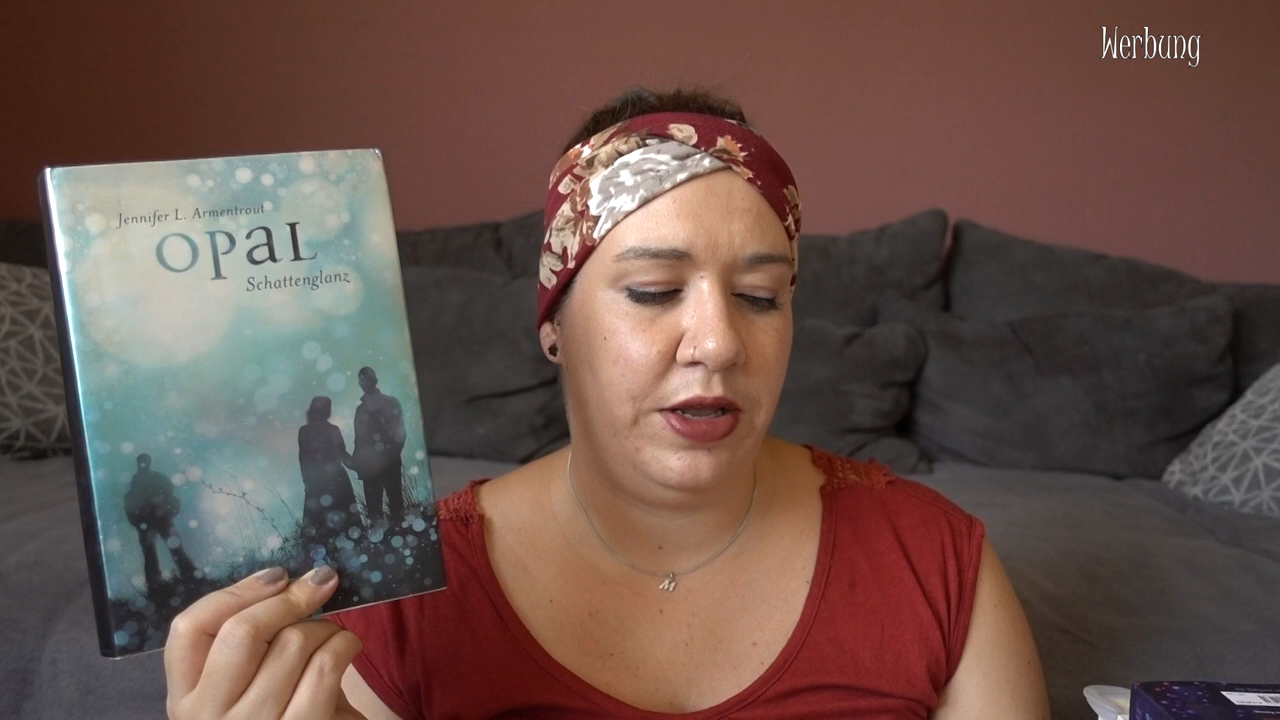 Werbung
Jennifer L. Armentrout
OPAL
Schattenglanz
M